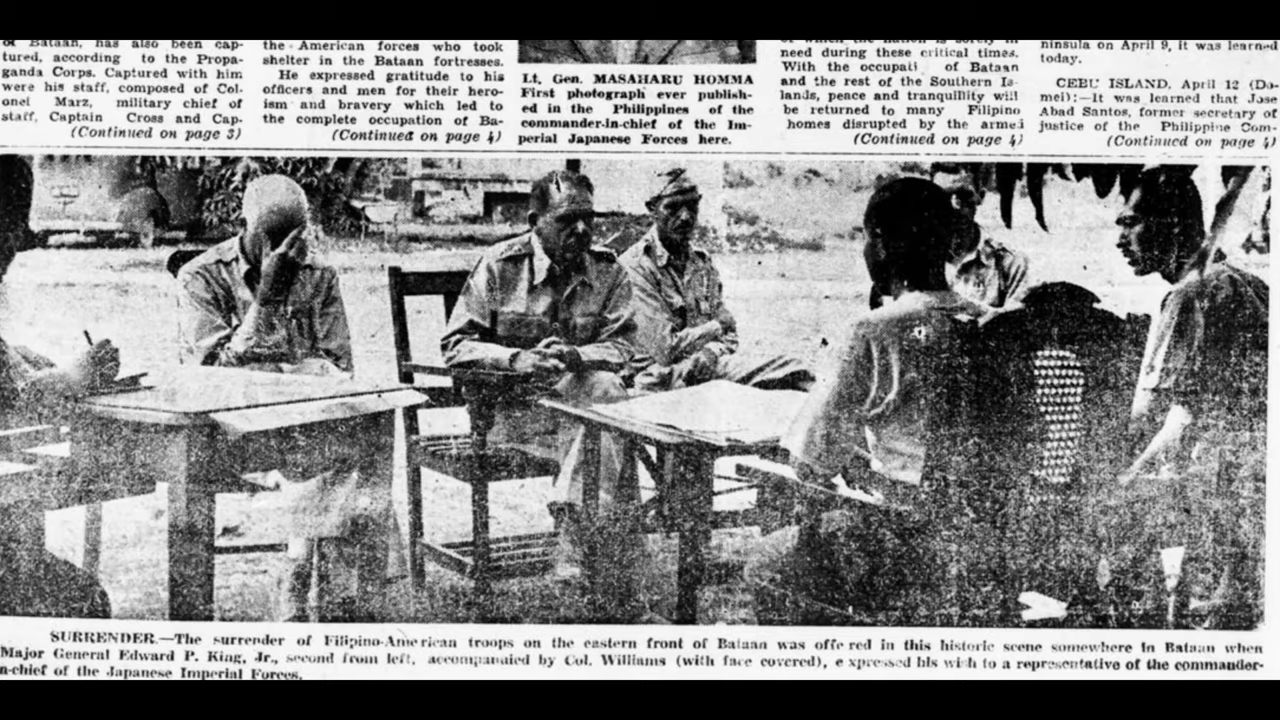 of Bataan, has also been cap-
tured, according to the Propa-
ganda Corps. Captured with him
were his staff, composed of Col-
onel Marz, military chief of
staff, Captain Cross and Cap-
(Continued on page 3)
the American forces who took
shelter in the Bataan fortresses.
He expressed gratitude to his
officers and men for their hero-
ism and bravery which led to
the complete occupation of Ba-
(Continued on page 4)
Lt. Gen. MASAHARU HOMMA
First photograph ever publish-
ed in the Philippines of the
commander-in-chief of the Im-
perial Japanese Forces here.
of which the nation is sorely in
need during these critical times.
With the occupati of Bataan
and the rest of the Southern Is-
lands, peace and tranquillity will
be returned to many Filipino
homes disrupted by the armed
(Continued on page 4)
ninsula on April 9, it was learned
today.
CEBU ISLAND, April 12 (Do-
mei):—It was learned that Jose
Abad Santos, former secretary of
justice of the Philippine Com-
(Continued on page 4)
SURRENDER.—The surrender of Filipino-American troops on the eastern front of Bataan was offered in this historic scene somewhere in Bataan when
Major General Edward P. King, Jr., second from left, accompanaied by Col. Williams (with face covered), expressed his wish to a representative of the commander-
n-chief of the Japanese Imperial Forces.